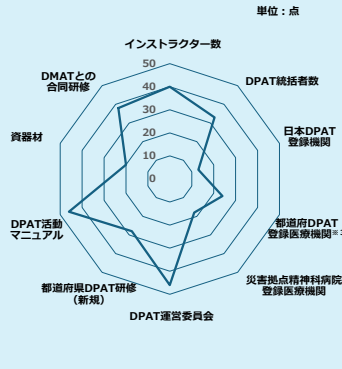 単位：点
インストラクター数
DPAT統括者数
日本DPAT
登録機関
都道府DPAT
登録医療機関※
災害拠点精神科病院
登録医療機関
DPAT運営委員会
都道府県DPAT研修
（新規）
DPAT活動
マニュアル
資器材
DMATとの
合同研修
50
40
30
20
10
0